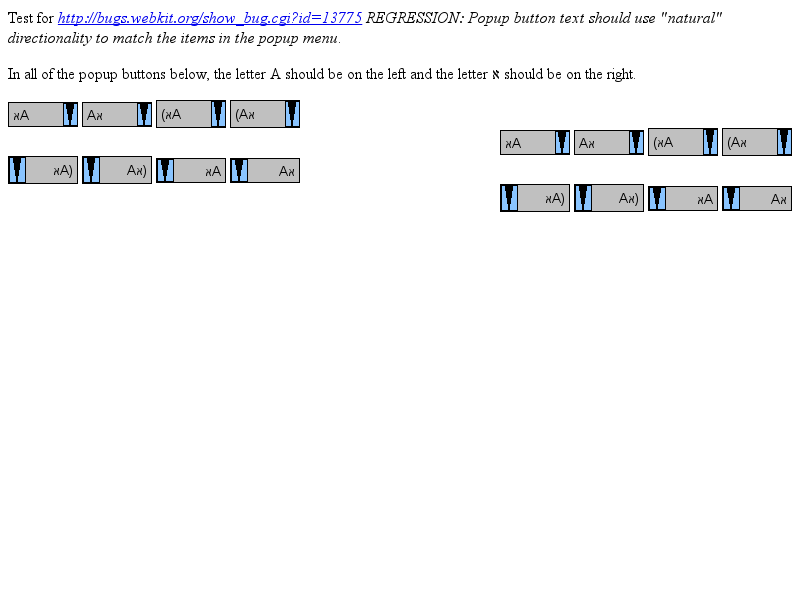 Test for http://bugs.webkit.org/show_bug.cgi?id=13775 REGRESSION: Popup button text should use "natural"
directionality to match the items in the popup menu.
In all of the popup buttons below, the letter A should be on the left and the letter א should be on the right.
אA Aא (אA (Aא
אA Aא (אA (Aא
אA) Aא) אA Aא
אA) Aא) אA Aא